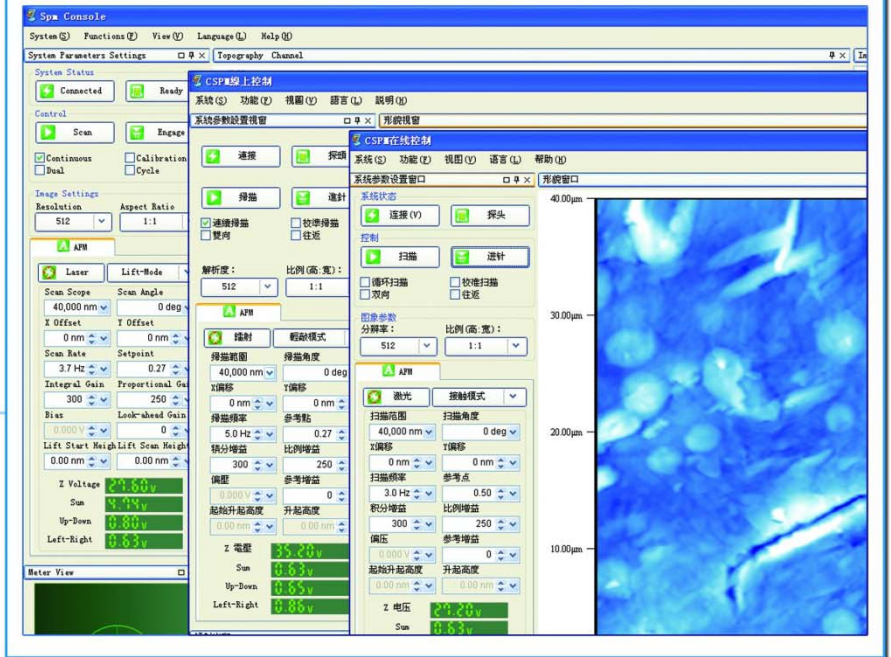 Spm Console
System(S) Functions(F) View(V) Language(L) Help(H)
System Parameters Settings
Topography Channel
System Status
Connected
Ready
Control
Scan
Engage
Continuous
Calibration
Dual
Cycle
Image Settings
Resolution Aspect Ratio
512 1:1
AFM
Laser Lift-Mode
Scan Scope Scan Angle
40,000 nm 0 deg
X Offset Y Offset
0 nm 0 nm
Scan Rate Setpoint
3.7 Hz 0.27
Integral Gain Proportional Gai
300 250
Bias Look-ahead Gain
0.000 V 0
Lift Start Heigh Lift Scan Height
0.00 nm 0.00 nm
Z Voltage 27.60v
Sum 4.74v
Up-Down 0.80v
Left-Right 0.63v
Meter View
CSPM線上控制
系統(S) 功能(F) 視圖(V) 語言(L) 說明(H)
系統參數設置視窗
形貌視窗
連接
探頭
掃描
進針
連續掃描
校準掃描
雙向
往返
解析度: 比例(高:寬):
512 1:1
AFM
鐳射 輕敲模式
掃描範圍 掃描角度
40,000 nm 0 deg
X偏移 Y偏移
0 nm 0 nm
掃描頻率 參考點
5.0 Hz 0.27
積分增益 比例增益
300 250
偏壓 參考增益
0.000 V 0
起始升起高度 升起高度
0.00 nm 0.00 nm
Z 電壓 35.20v
Sum 0.63v
Up-Down 0.65v
Left-Right 0.86v
CSPM在线控制
系统(S) 功能(F) 视图(V) 语言(L) 帮助(H)
系统参数设置窗口
形貌窗口
系统状态
连接(V)
探头
控制
扫描
进针
循环扫描
校准扫描
双向
往返
图象参数
分辨率: 比例(高:宽):
512 1:1
AFM
激光 接触模式
扫描范围 扫描角度
40,000 nm 0 deg
X偏移 Y偏移
0 nm 0 nm
扫描频率 参考点
3.0 Hz 0.50
积分增益 比例增益
300 250
偏压 参考增益
0.000 V 0
起始升起高度 升起高度
0.00 nm 0.00 nm
Z 电压 27.20v
Sum 0.63v
40.00μm
30.00μm
20.00μm
10.00μm